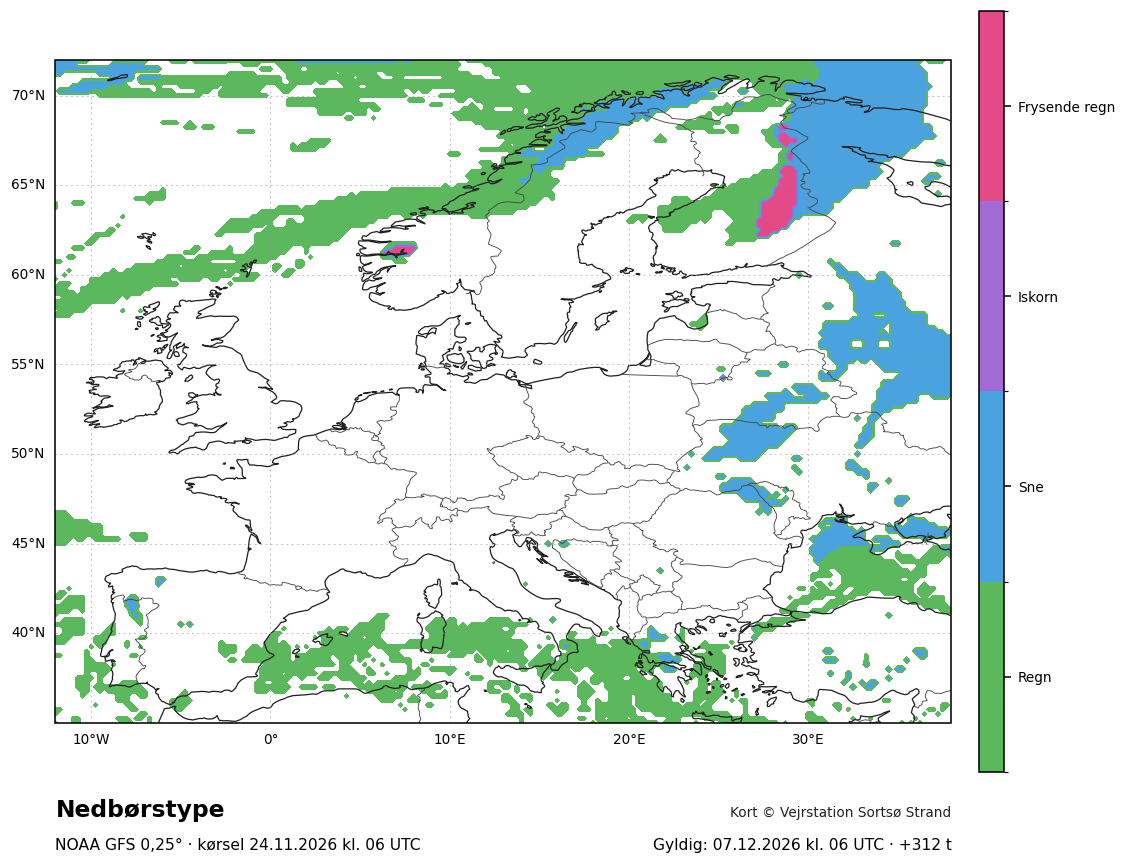 Frysende regn
Iskorn
Sne
Regn
70°N
65°N
60°N
55°N
50°N
45°N
40°N
10°W
0°
10°E
20°E
30°E
Nedbørstype
Kort © Vejrstation Sortsø Strand
NOAA GFS 0,25° · kørsel 24.11.2026 kl. 06 UTC
Gyldig: 07.12.2026 kl. 06 UTC · +312 t